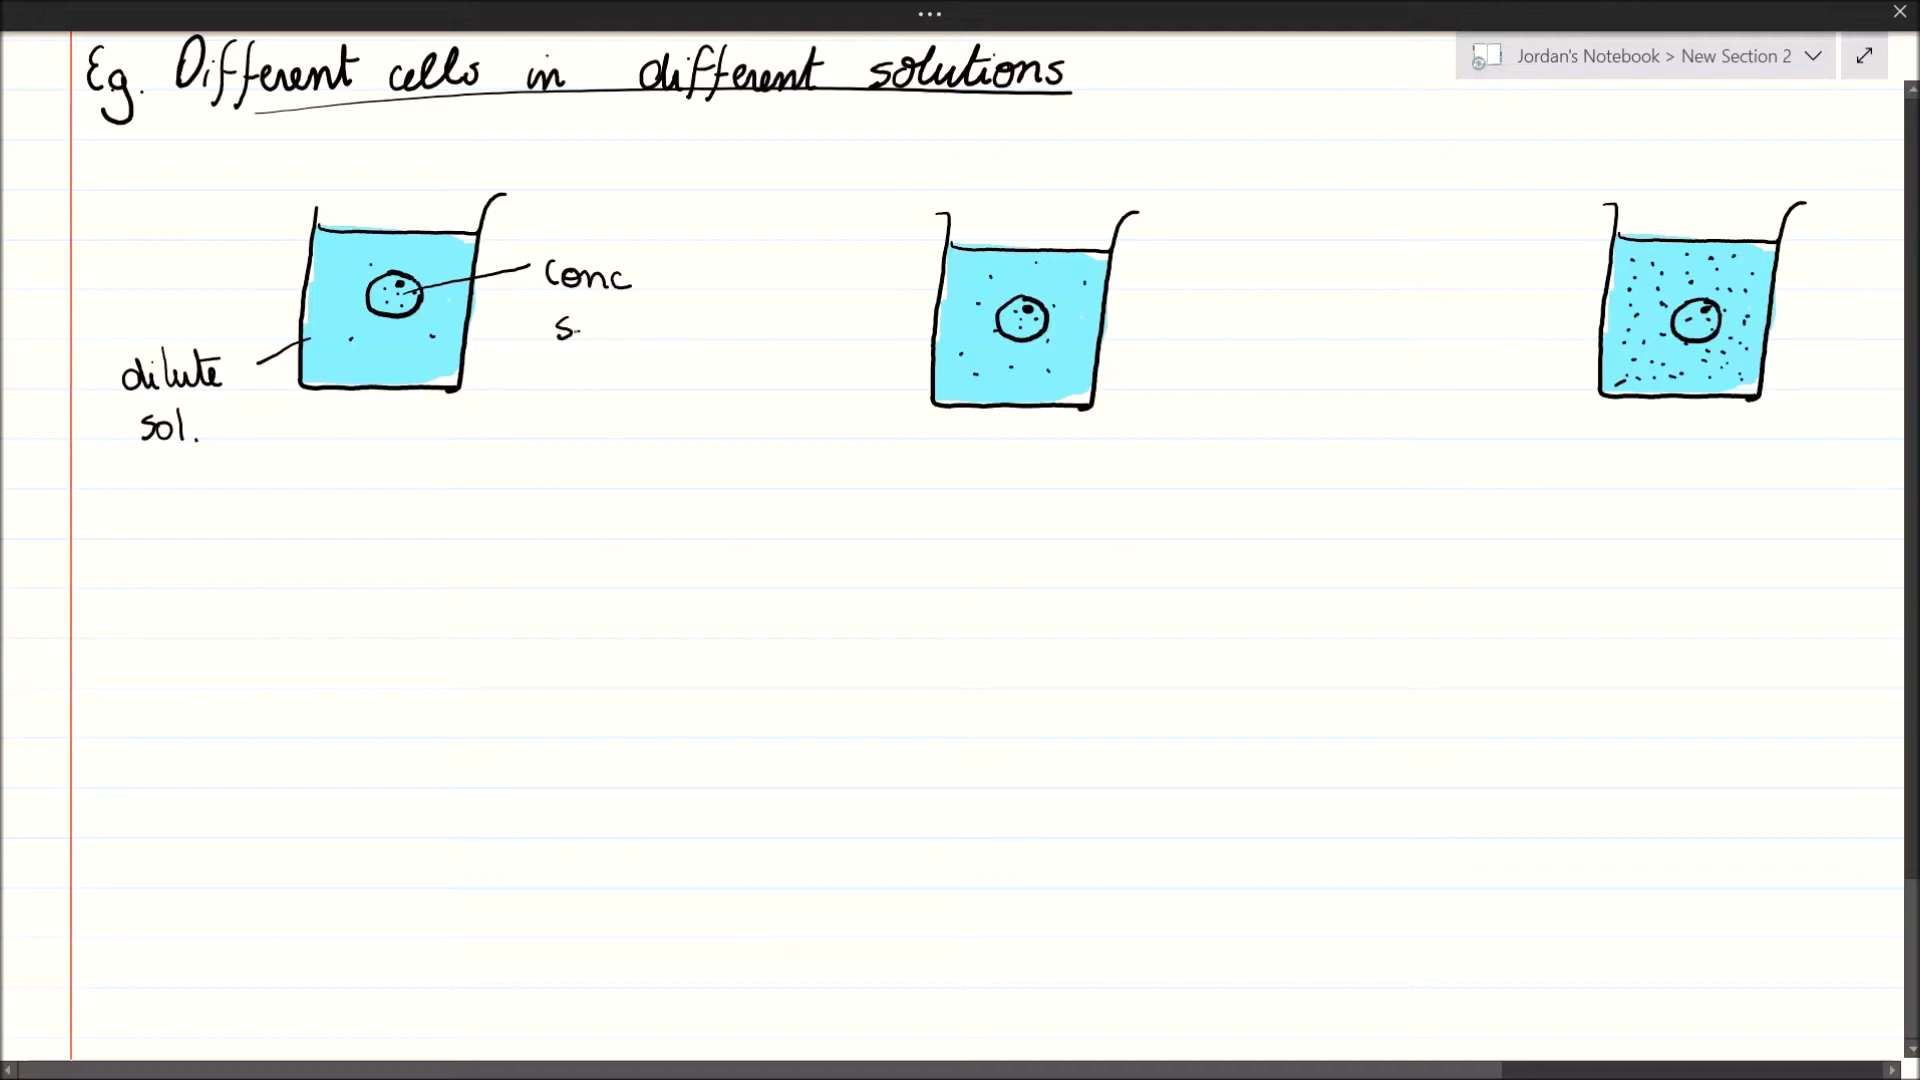 Eg. Different cells in different solutions
Jordan's Notebook > New Section 2
conc
s
dilute
sol.